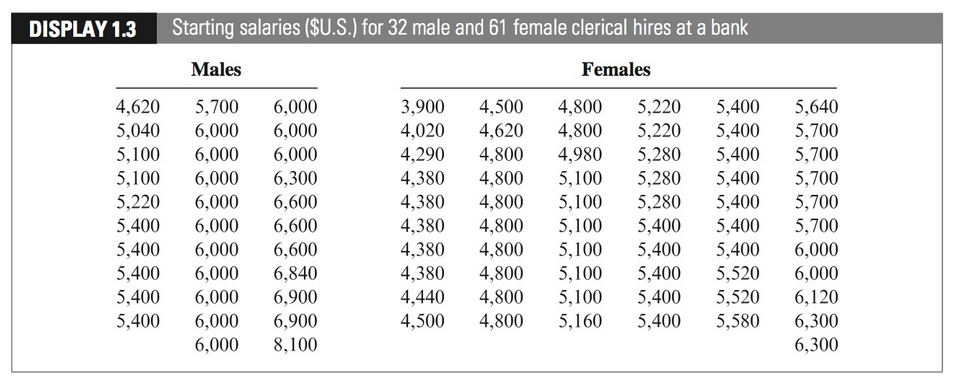 DISPLAY 1.3 Starting salaries ($U.S.) for 32 male and 61 female clerical hires at a bank
Males Females
4,620 5,700 6,000 3,900 4,500 4,800 5,220 5,400 5,640
5,040 6,000 6,000 4,020 4,620 4,800 5,220 5,400 5,700
5,100 6,000 6,000 4,290 4,800 4,980 5,280 5,400 5,700
5,100 6,000 6,300 4,380 4,800 5,100 5,280 5,400 5,700
5,220 6,000 6,600 4,380 4,800 5,100 5,280 5,400 5,700
5,400 6,000 6,600 4,380 4,800 5,100 5,400 5,400 5,700
5,400 6,000 6,600 4,380 4,800 5,100 5,400 5,400 6,000
5,400 6,000 6,840 4,380 4,800 5,100 5,400 5,520 6,000
5,400 6,000 6,900 4,440 4,800 5,100 5,400 5,520 6,120
5,400 6,000 6,900 4,500 4,800 5,160 5,400 5,580 6,300
6,000 8,100 6,300